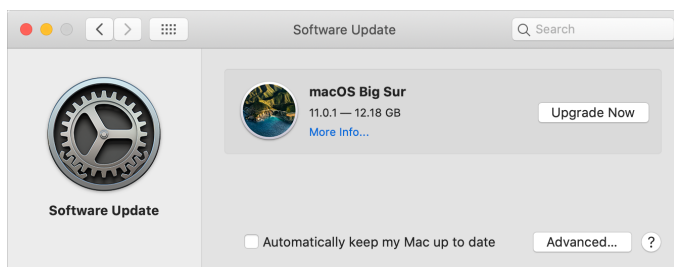 Software Update
Search
macOS Big Sur
11.0.1 — 12.18 GB
More Info...
Upgrade Now
Software Update
Automatically keep my Mac up to date
Advanced...
?